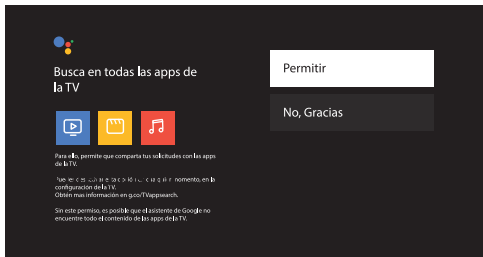 Busca en todas las apps de
la TV
Para ello, permite que comparta tus solicitudes con las apps
de la TV.
momento, en la
configuración de la TV.
Obtén mas información en g.co/TVappsearch.
Sin este permiso, es posible que el asistente de Google no
encuentre todo el contenido de las apps de la TV.
Permitir
No, Gracias